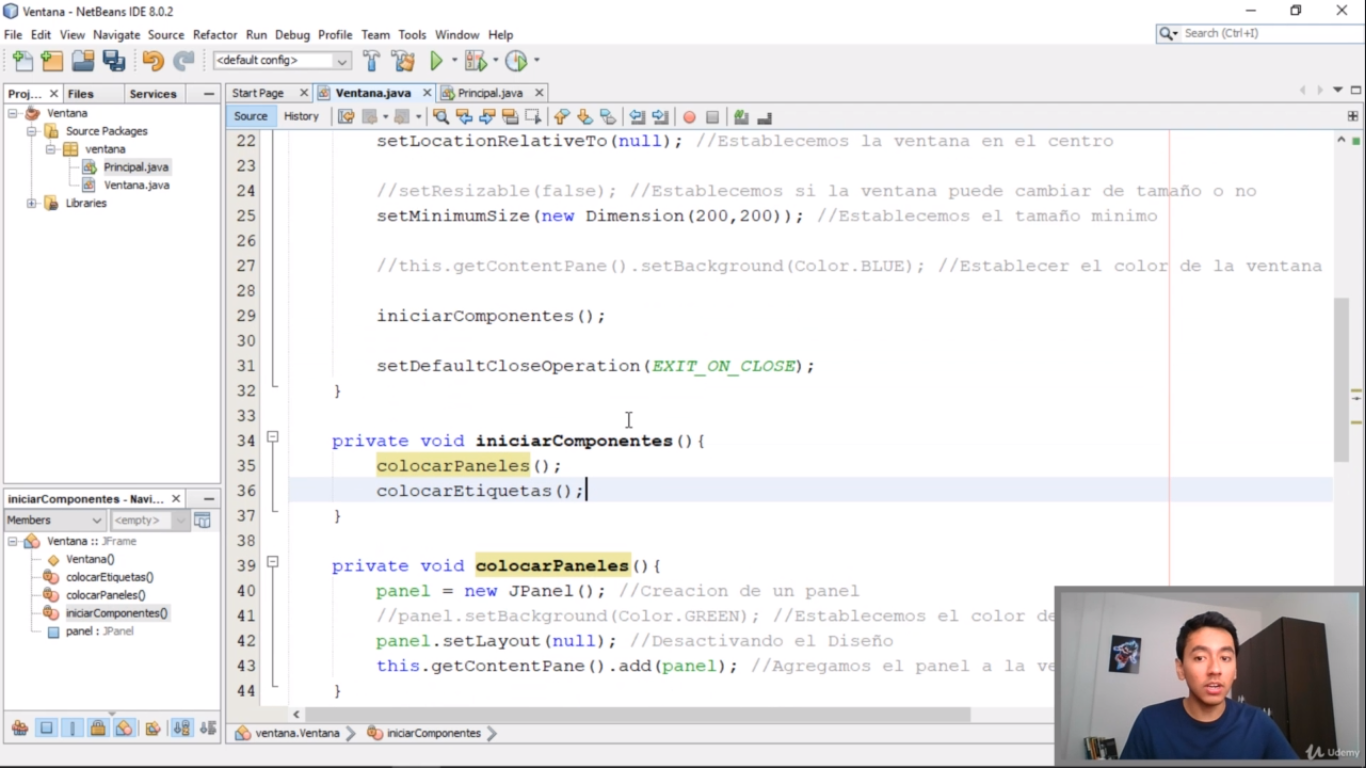 Ventana - NetBeans IDE 8.0.2
File Edit View Navigate Source Refactor Run Debug Profile Team Tools Window Help
Search (Ctrl+I)
<default config>
Proj... Files Services
Start Page Ventana.java Principal.java
Source History
Ventana
Source Packages
ventana
Principal.java
Ventana.java
Libraries
22 setLocationRelativeTo(null); //Establecemos la ventana en el centro
23
24 //setResizable(false); //Establecemos si la ventana puede cambiar de tamaño o no
25 setMinimumSize(new Dimension(200,200)); //Establecemos el tamaño minimo
26
27 //this.getContentPane().setBackground(Color.BLUE); //Establecer el color de la ventana
28
29 iniciarComponentes();
30
31 setDefaultCloseOperation(EXIT_ON_CLOSE);
32 }
33
34 private void iniciarComponentes(){
35 colocarPaneles();
36 colocarEtiquetas();
37 }
38
39 private void colocarPaneles(){
40 panel = new JPanel(); //Creacion de un panel
41 //panel.setBackground(Color.GREEN); //Establecemos el color de
42 panel.setLayout(null); //Desactivando el Diseño
43 this.getContentPane().add(panel); //Agregamos el panel a la ve
44 }
iniciarComponentes - Navi...
Members <empty>
Ventana :: JFrame
Ventana()
colocarEtiquetas()
colocarPaneles()
iniciarComponentes()
panel : JPanel
ventana.Ventana iniciarComponentes
Udemy